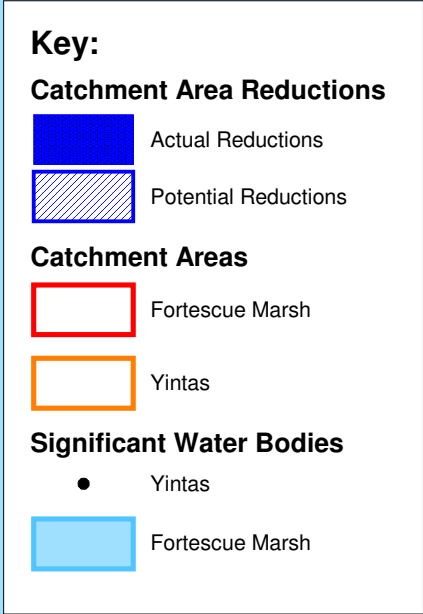 Key:
Catchment Area Reductions
Actual Reductions
Potential Reductions
Catchment Areas
Fortescue Marsh
Yintas
Significant Water Bodies
Yintas
Fortescue Marsh